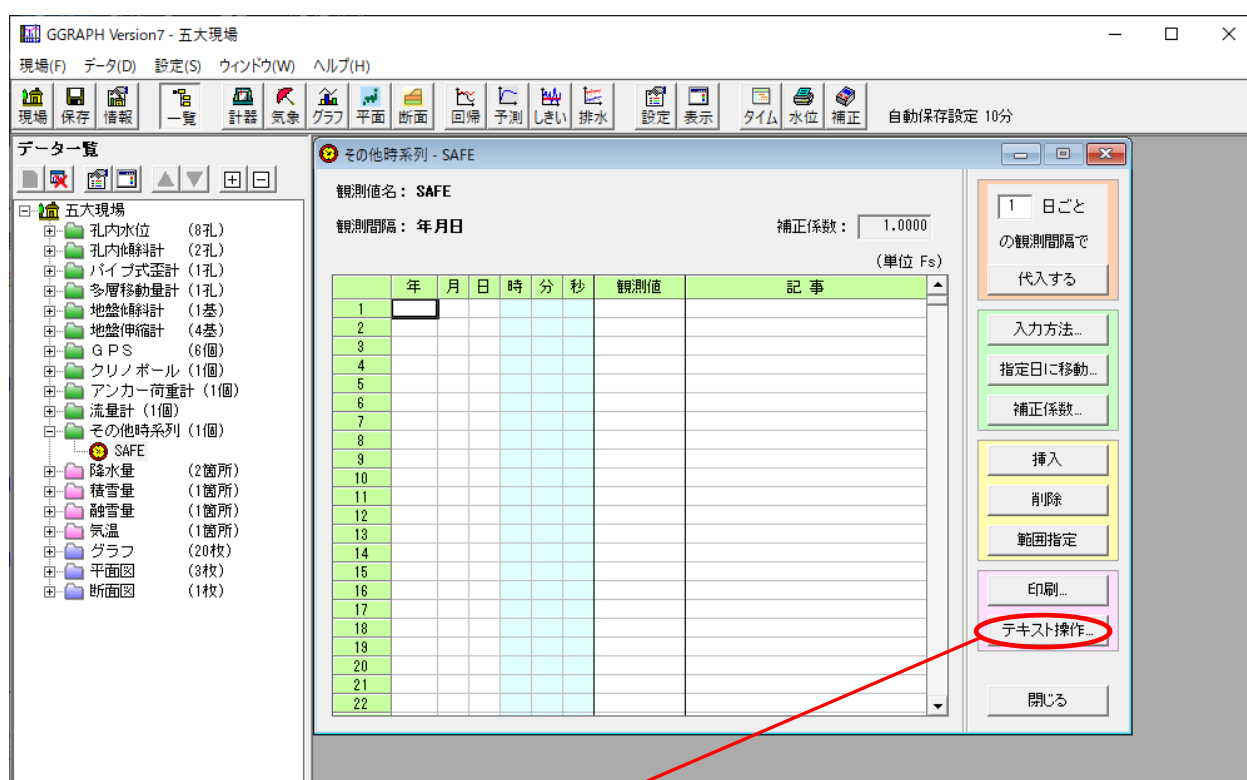 GGRAPH Version7 - 五大現場
現場(F) データ(D) 設定(S) ウィンドウ(W) ヘルプ(H)
現場 保存 情報 一覧 計器 気象 グラフ 平面 断面 回帰 予測 しきい 排水 設定 表示 タイム 水位 補正 自動保存設定 10分
データ一覧
五大現場
孔内水位 (8孔)
孔内傾斜計 (2孔)
パイプ式歪計 (1孔)
多層移動量計 (1孔)
地盤傾斜計 (1基)
地盤伸縮計 (4基)
GPS (6個)
クリノポール (1個)
アンカー荷重計 (1個)
流量計 (1個)
その他時系列 (1個)
SAFE
降水量 (2箇所)
積雪量 (1箇所)
融雪量 (1箇所)
気温 (1箇所)
グラフ (20枚)
平面図 (3枚)
断面図 (1枚)
その他時系列 - SAFE
観測値名: SAFE
観測間隔: 年月日 補正係数: 1.0000
(単位 Fs)
年 月 日 時 分 秒 観測値 記 事
1
2
3
4
5
6
7
8
9
10
11
12
13
14
15
16
17
18
19
20
21
22
1 日ごと
の観測間隔で
代入する
入力方法...
指定日に移動...
補正係数...
挿入
削除
範囲指定
印刷...
テキスト操作...
閉じる